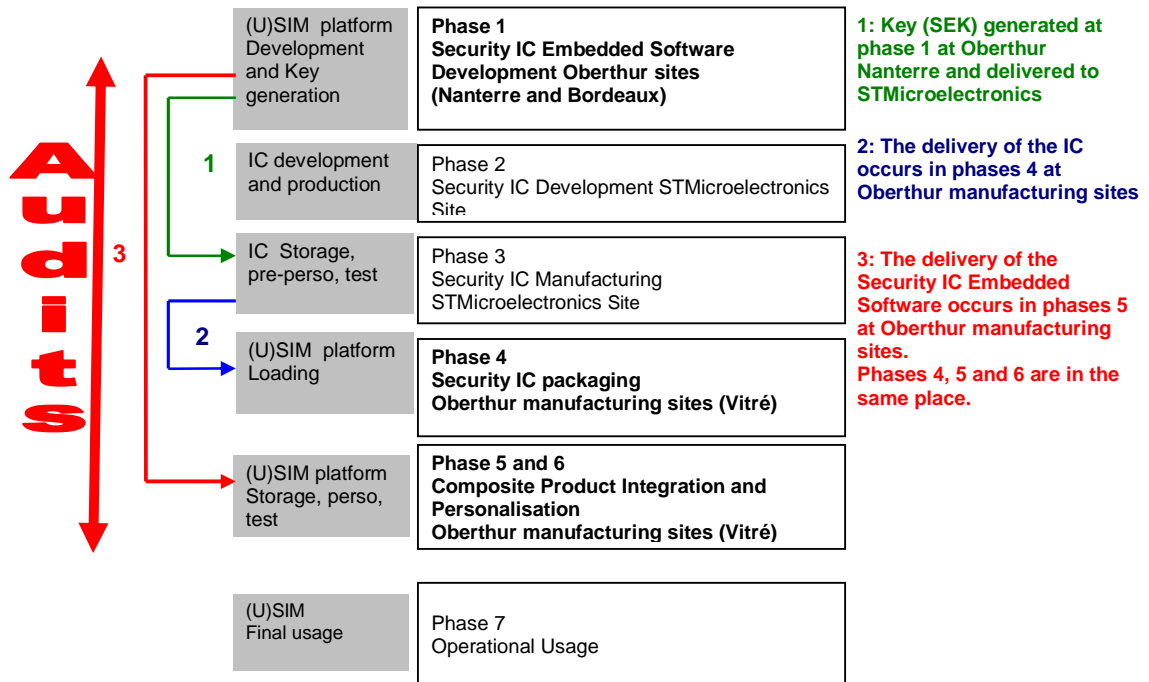 Audits
3
1
2
(U)SIM platform
Development
and Key
generation
Phase 1
Security IC Embedded Software
Development Oberthur sites
(Nanterre and Bordeaux)
1: Key (SEK) generated at
phase 1 at Oberthur
Nanterre and delivered to
STMicroelectronics
IC development
and production
Phase 2
Security IC Development STMicroelectronics
Site
2: The delivery of the IC
occurs in phases 4 at
Oberthur manufacturing sites
IC Storage,
pre-perso, test
Phase 3
Security IC Manufacturing
STMicroelectronics Site
3: The delivery of the
Security IC Embedded
Software occurs in phases 5
at Oberthur manufacturing
sites.
Phases 4, 5 and 6 are in the
same place.
(U)SIM platform
Loading
Phase 4
Security IC packaging
Oberthur manufacturing sites (Vitré)
(U)SIM platform
Storage, perso,
test
Phase 5 and 6
Composite Product Integration and
Personalisation
Oberthur manufacturing sites (Vitré)
(U)SIM
Final usage
Phase 7
Operational Usage